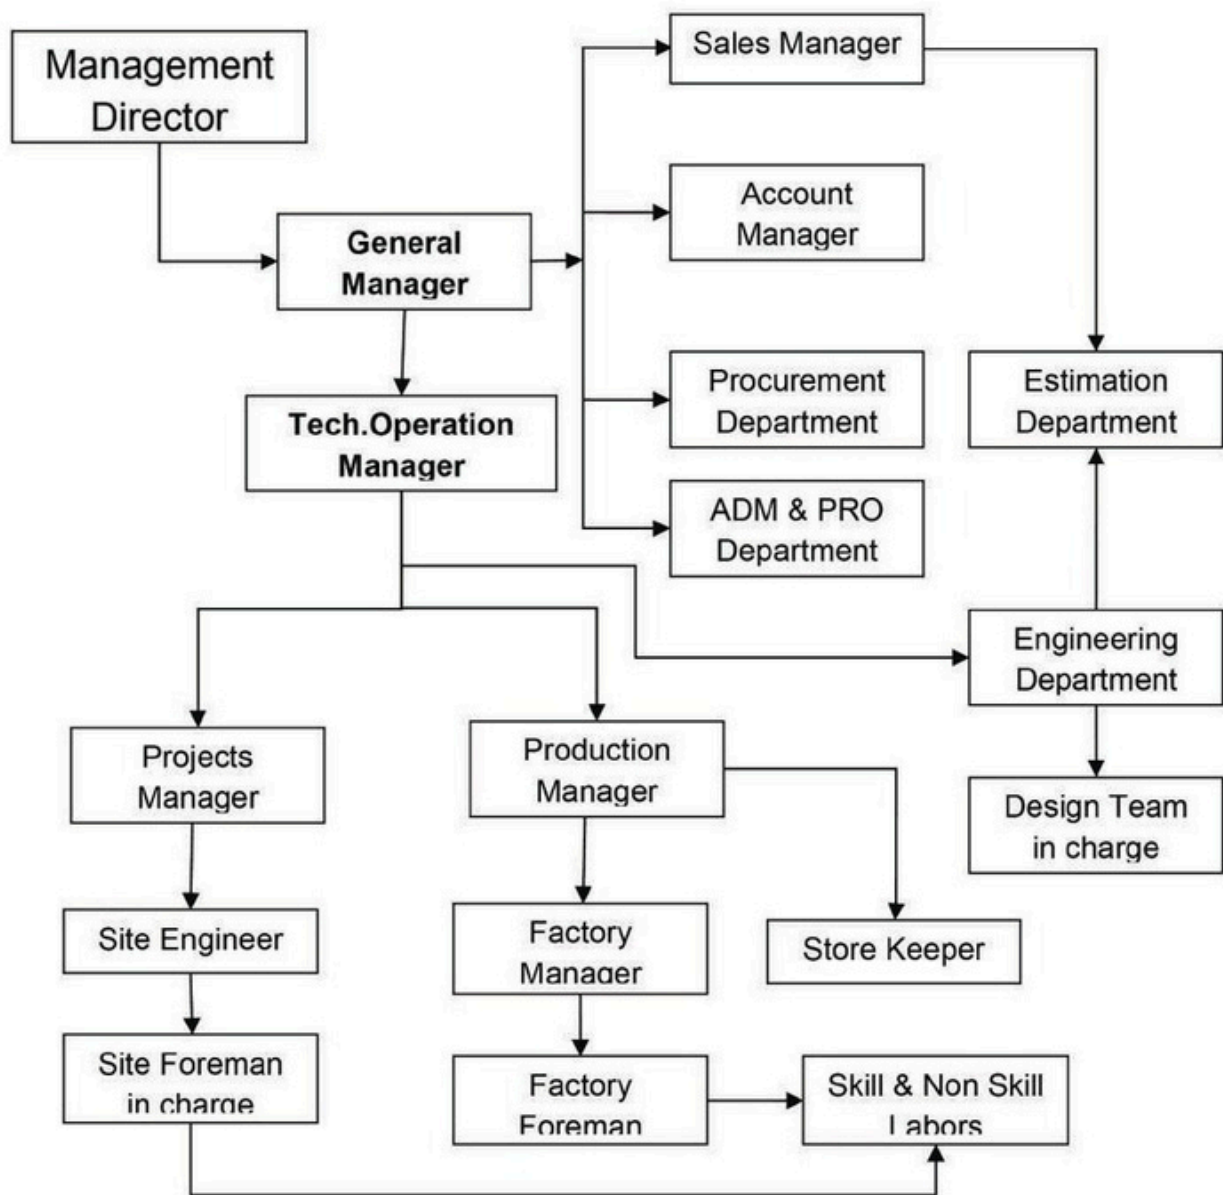 Management
Director
Sales Manager
Account
Manager
General
Manager
Procurement
Department
Estimation
Department
Tech.Operation
Manager
ADM & PRO
Department
Engineering
Department
Projects
Manager
Production
Manager
Design Team
in charge
Site Engineer
Factory
Manager
Store Keeper
Site Foreman
in charge
Factory
Foreman
Skill & Non Skill
Labors